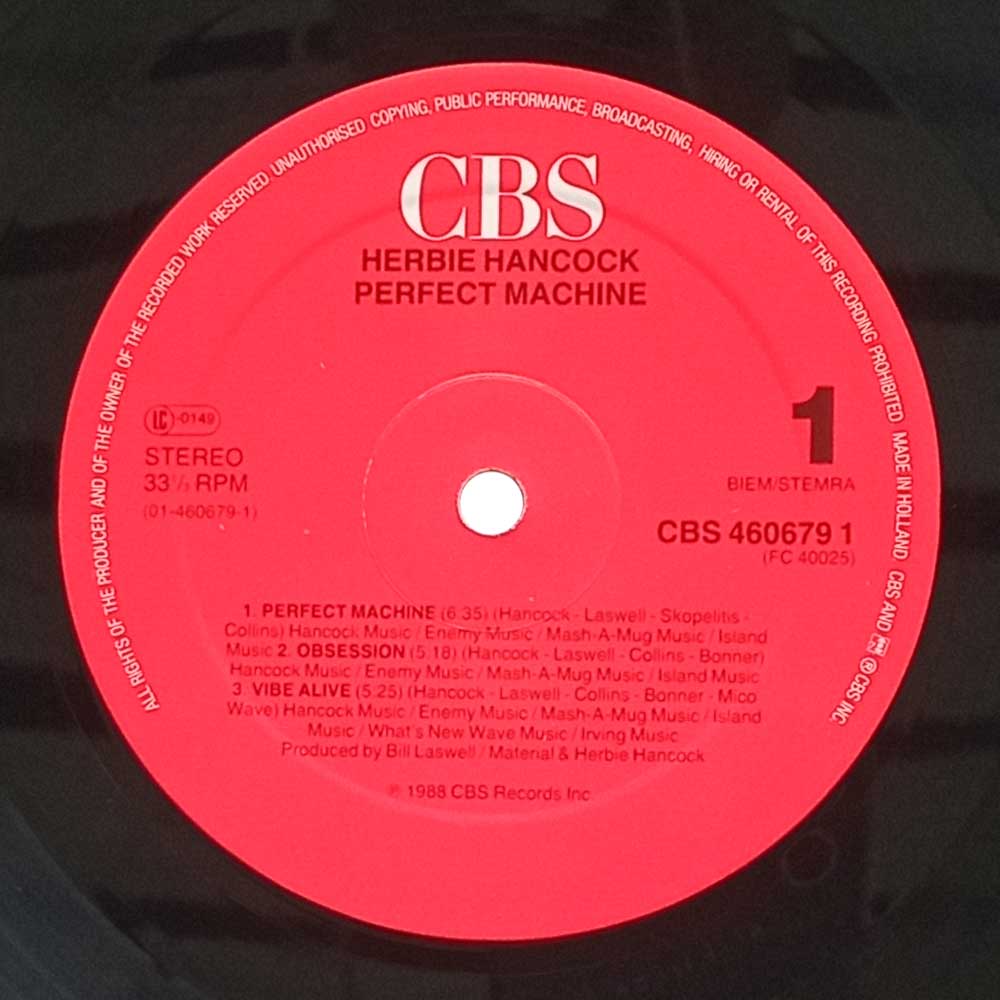 ALL RIGHTS OF THE PRODUCER AND OF THE OWNER OF THE RECORDED WORK RESERVED. UNAUTHORISED COPYING, PUBLIC PERFORMANCE, BROADCASTING, HIRING OR RENTAL OF THIS RECORDING PROHIBITED MADE IN HOLLAND CBS AND ® CBS INC.
CBS
HERBIE HANCOCK
PERFECT MACHINE
LC -0149
STEREO
33⅓ RPM
(01-460679-1)
1
BIEM/STEMRA
CBS 460679 1
(FC 40025)
1. PERFECT MACHINE (6:35) (Hancock - Laswell - Skopelitis -
Collins) Hancock Music / Enemy Music / Mash-A-Mug Music / Island
Music 2. OBSESSION (5:18) (Hancock - Laswell - Collins - Bonner)
Hancock Music / Enemy Music / Mash-A-Mug Music / Island Music
3. VIBE ALIVE (5:25) (Hancock - Laswell - Collins - Bonner - Mico
Wave) Hancock Music / Enemy Music / Mash-A-Mug Music / Island
Music / What's New Wave Music / Irving Music
Produced by Bill Laswell / Material & Herbie Hancock
℗ 1988 CBS Records Inc.